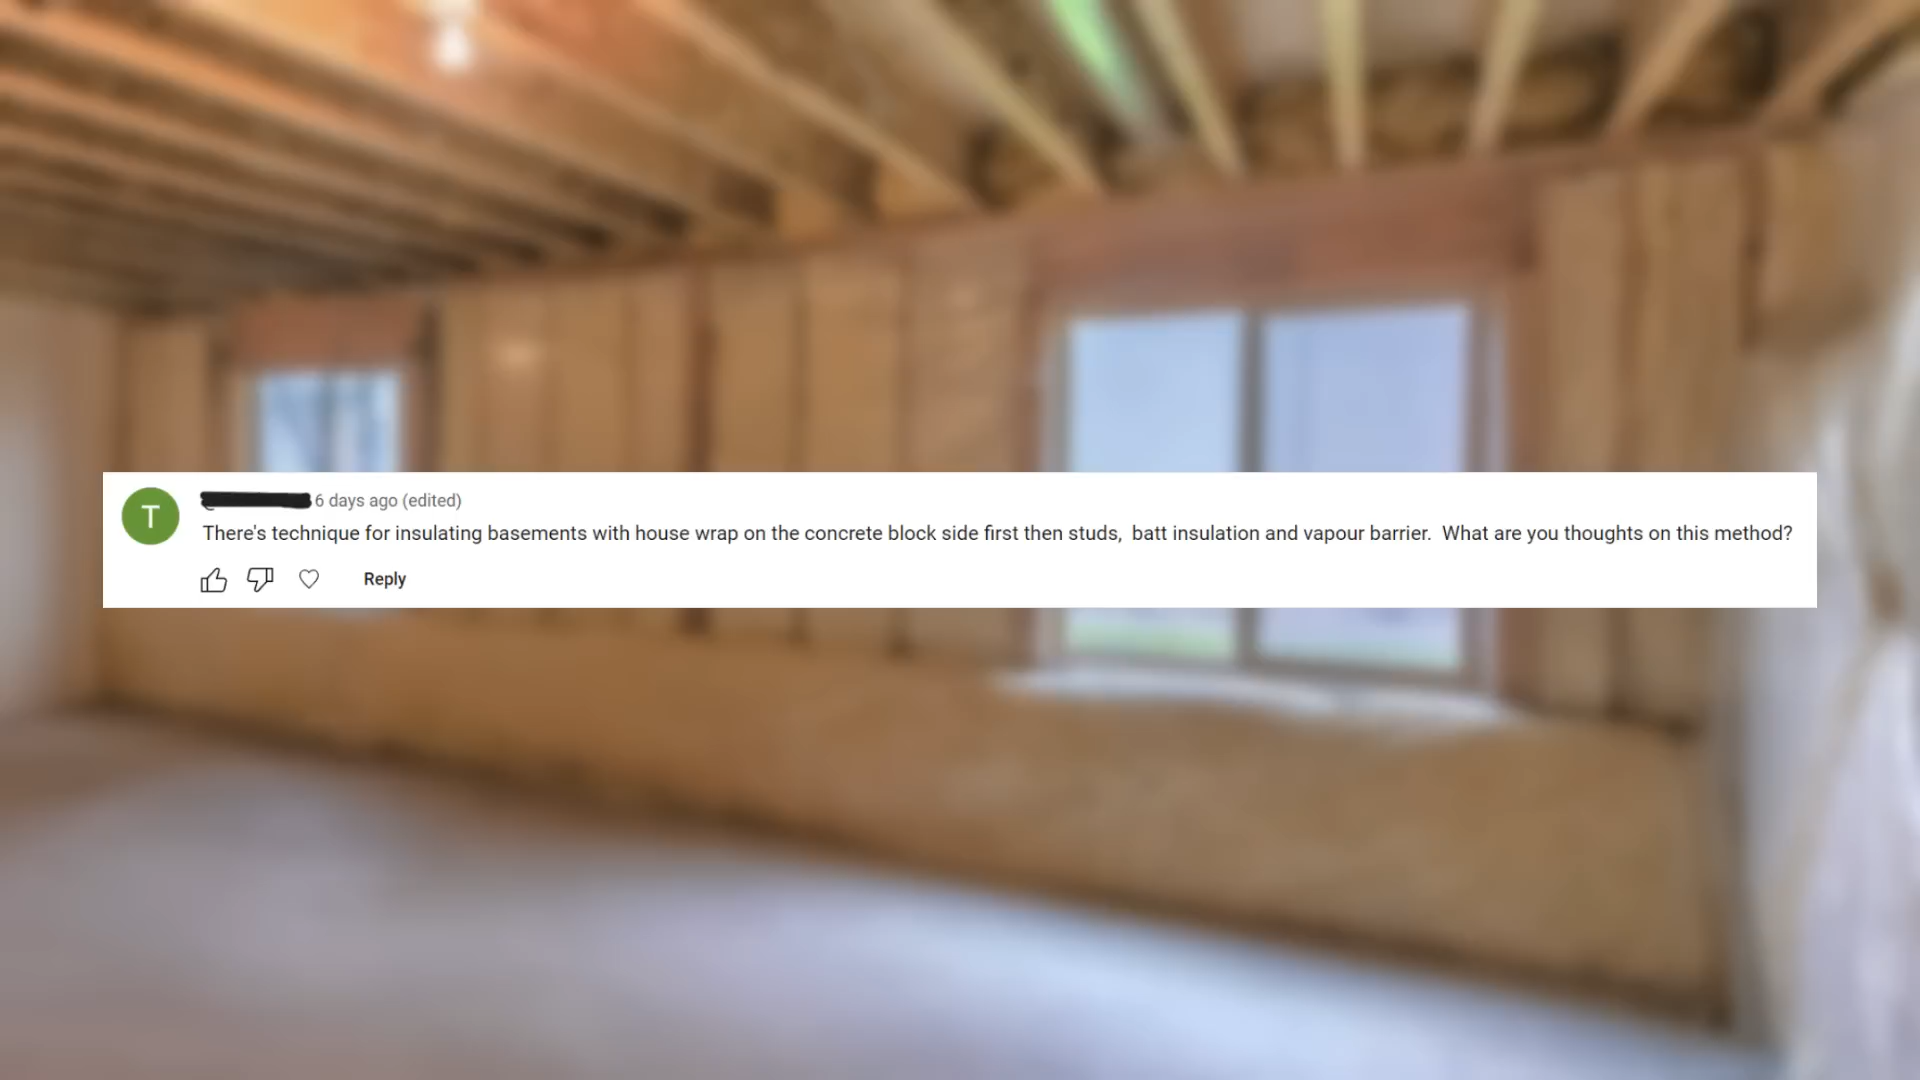 T
6 days ago (edited)
There's technique for insulating basements with house wrap on the concrete block side first then studs, batt insulation and vapour barrier. What are you thoughts on this method?
Reply